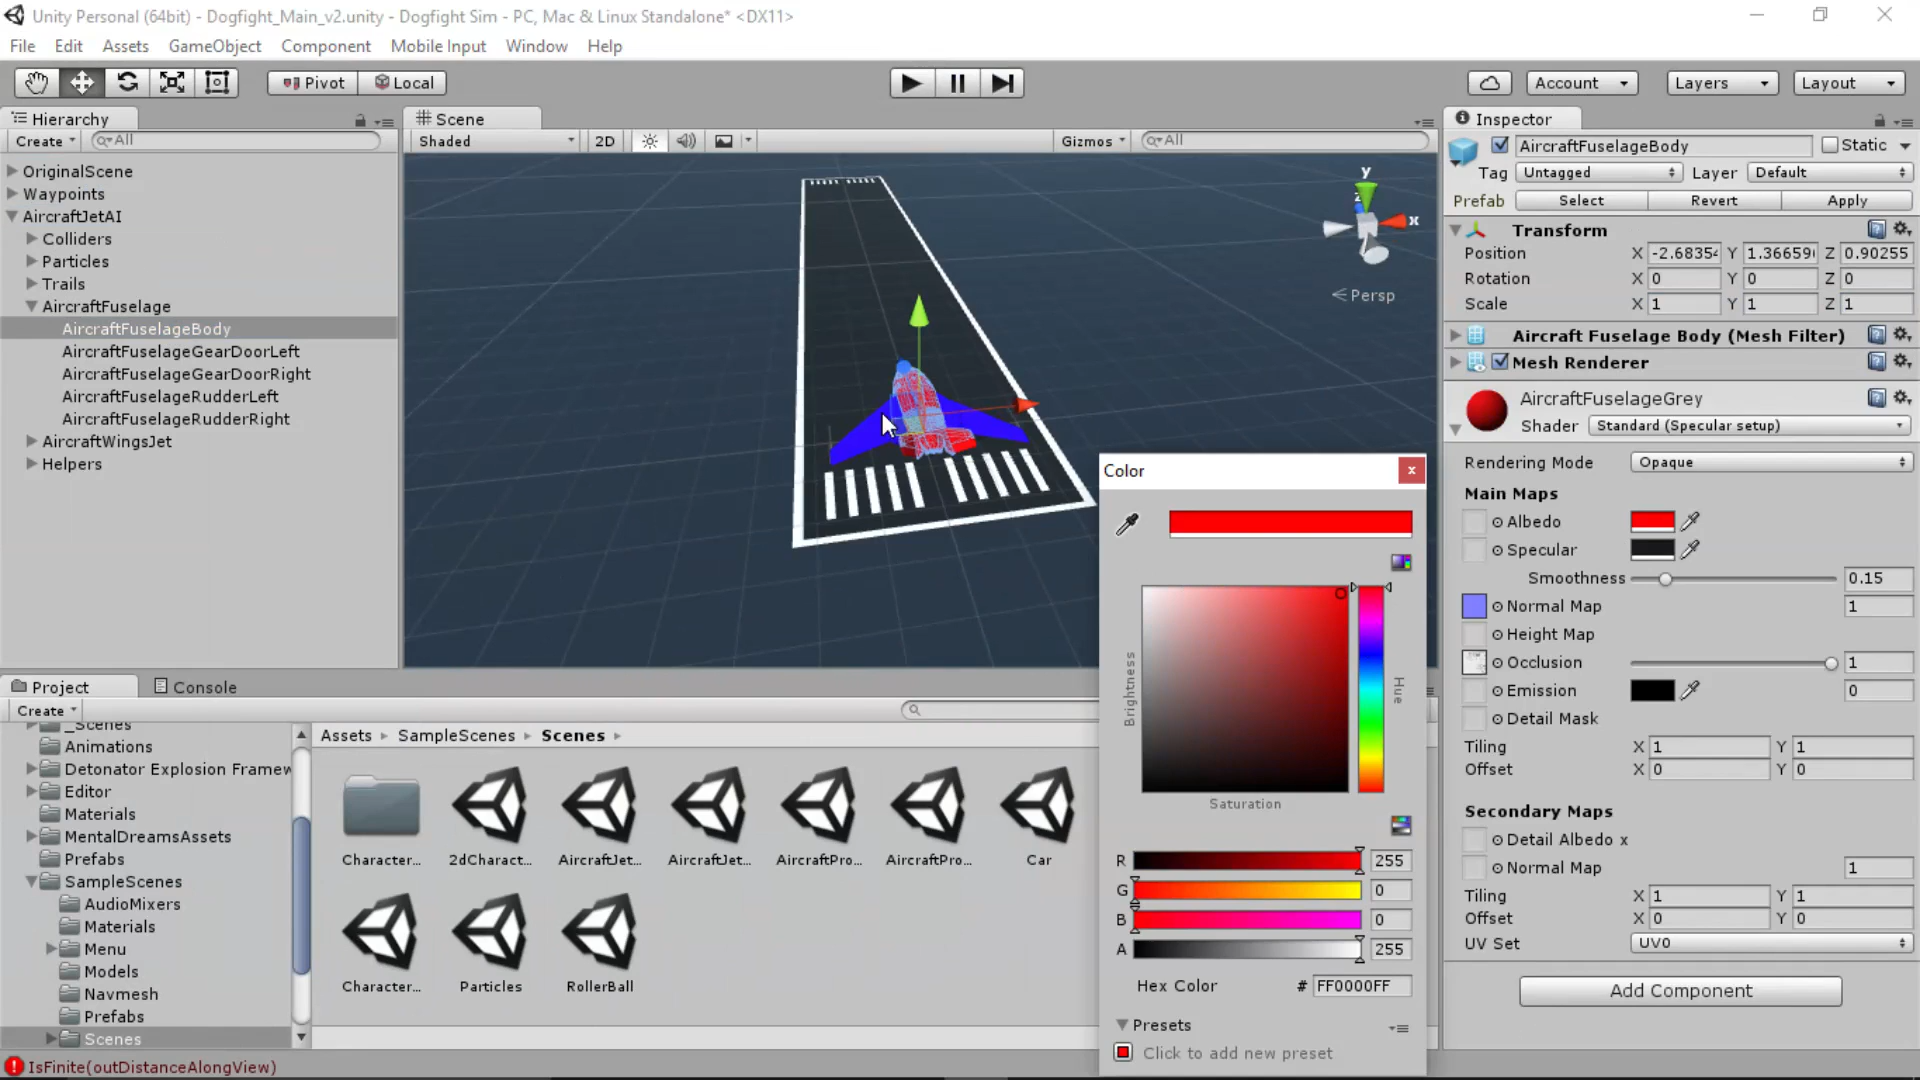 Unity Personal (64bit) - Dogfight_Main_v2.unity - Dogfight Sim - PC, Mac & Linux Standalone* <DX11>
File Edit Assets GameObject Component Mobile Input Window Help
Pivot Local Account Layers Layout
Hierarchy
Create All
OriginalScene
Waypoints
AircraftJetAI
Colliders
Particles
Trails
AircraftFuselage
AircraftFuselageBody
AircraftFuselageGearDoorLeft
AircraftFuselageGearDoorRight
AircraftFuselageRudderLeft
AircraftFuselageRudderRight
AircraftWingsJet
Helpers
Scene
Shaded 2D Gizmos All
y
z
x
Persp
Inspector
AircraftFuselageBody Static
Tag Untagged Layer Default
Prefab Select Revert Apply
Transform
Position X -2.6835 Y 1.3665 Z 0.90255
Rotation X 0 Y 0 Z 0
Scale X 1 Y 1 Z 1
Aircraft Fuselage Body (Mesh Filter)
Mesh Renderer
AircraftFuselageGrey
Shader Standard (Specular setup)
Rendering Mode Opaque
Main Maps
Albedo
Specular
Smoothness 0.15
Normal Map 1
Height Map
Occlusion 1
Emission 0
Detail Mask
Tiling X 1 Y 1
Offset X 0 Y 0
Secondary Maps
Detail Albedo x
Normal Map 1
Tiling X 1 Y 1
Offset X 0 Y 0
UV Set UV0
Add Component
Color
Brightness
Hue
Saturation
R 255
G 0
B 0
A 255
Hex Color # FF0000FF
Presets
Click to add new preset
Project Console
Create
_Scenes
Animations
Detonator Explosion Framew
Editor
Materials
MentalDreamsAssets
Prefabs
SampleScenes
AudioMixers
Materials
Menu
Models
Navmesh
Prefabs
Scenes
Assets SampleScenes Scenes
Character... 2dCharact... AircraftJet... AircraftJet... AircraftPro... AircraftPro... Car
Character... Particles RollerBall
IsFinite(outDistanceAlongView)